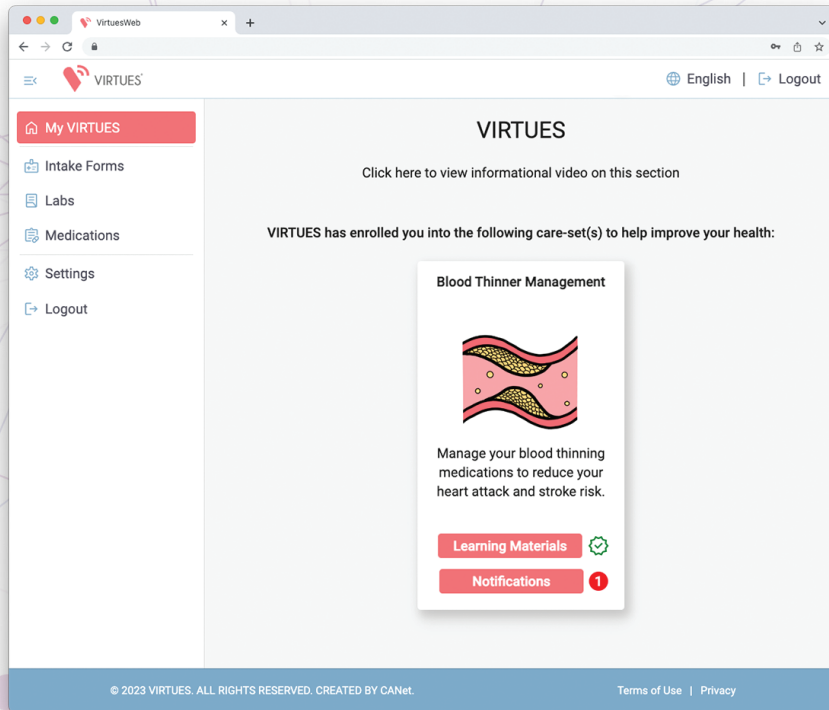 VirtuesWeb
VIRTUES
English | Logout
My VIRTUES
Intake Forms
Labs
Medications
Settings
Logout
VIRTUES
Click here to view informational video on this section
VIRTUES has enrolled you into the following care-set(s) to help improve your health:
Blood Thinner Management
Manage your blood thinning
medications to reduce your
heart attack and stroke risk.
Learning Materials
Notifications 1
© 2023 VIRTUES. ALL RIGHTS RESERVED. CREATED BY CANet.
Terms of Use | Privacy